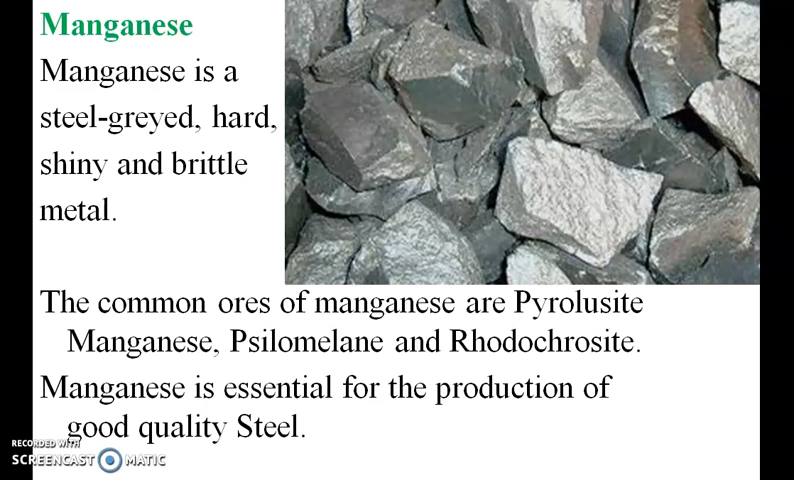 Manganese
Manganese is a
steel-greyed, hard,
shiny and brittle
metal.
The common ores of manganese are Pyrolusite
Manganese, Psilomelane and Rhodochrosite.
Manganese is essential for the production of
good quality Steel.
RECORDED WITH
SCREENCAST MATIC